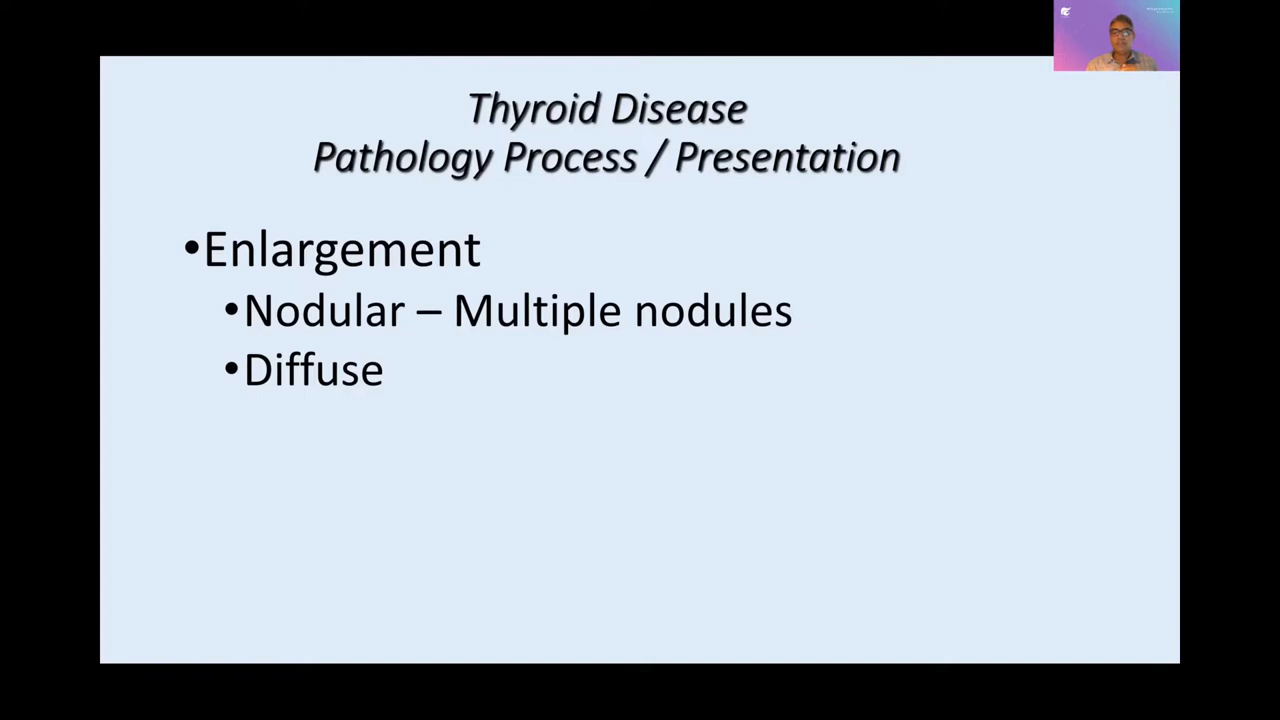 Thyroid Disease
Pathology Process / Presentation
•Enlargement
•Nodular – Multiple nodules
•Diffuse